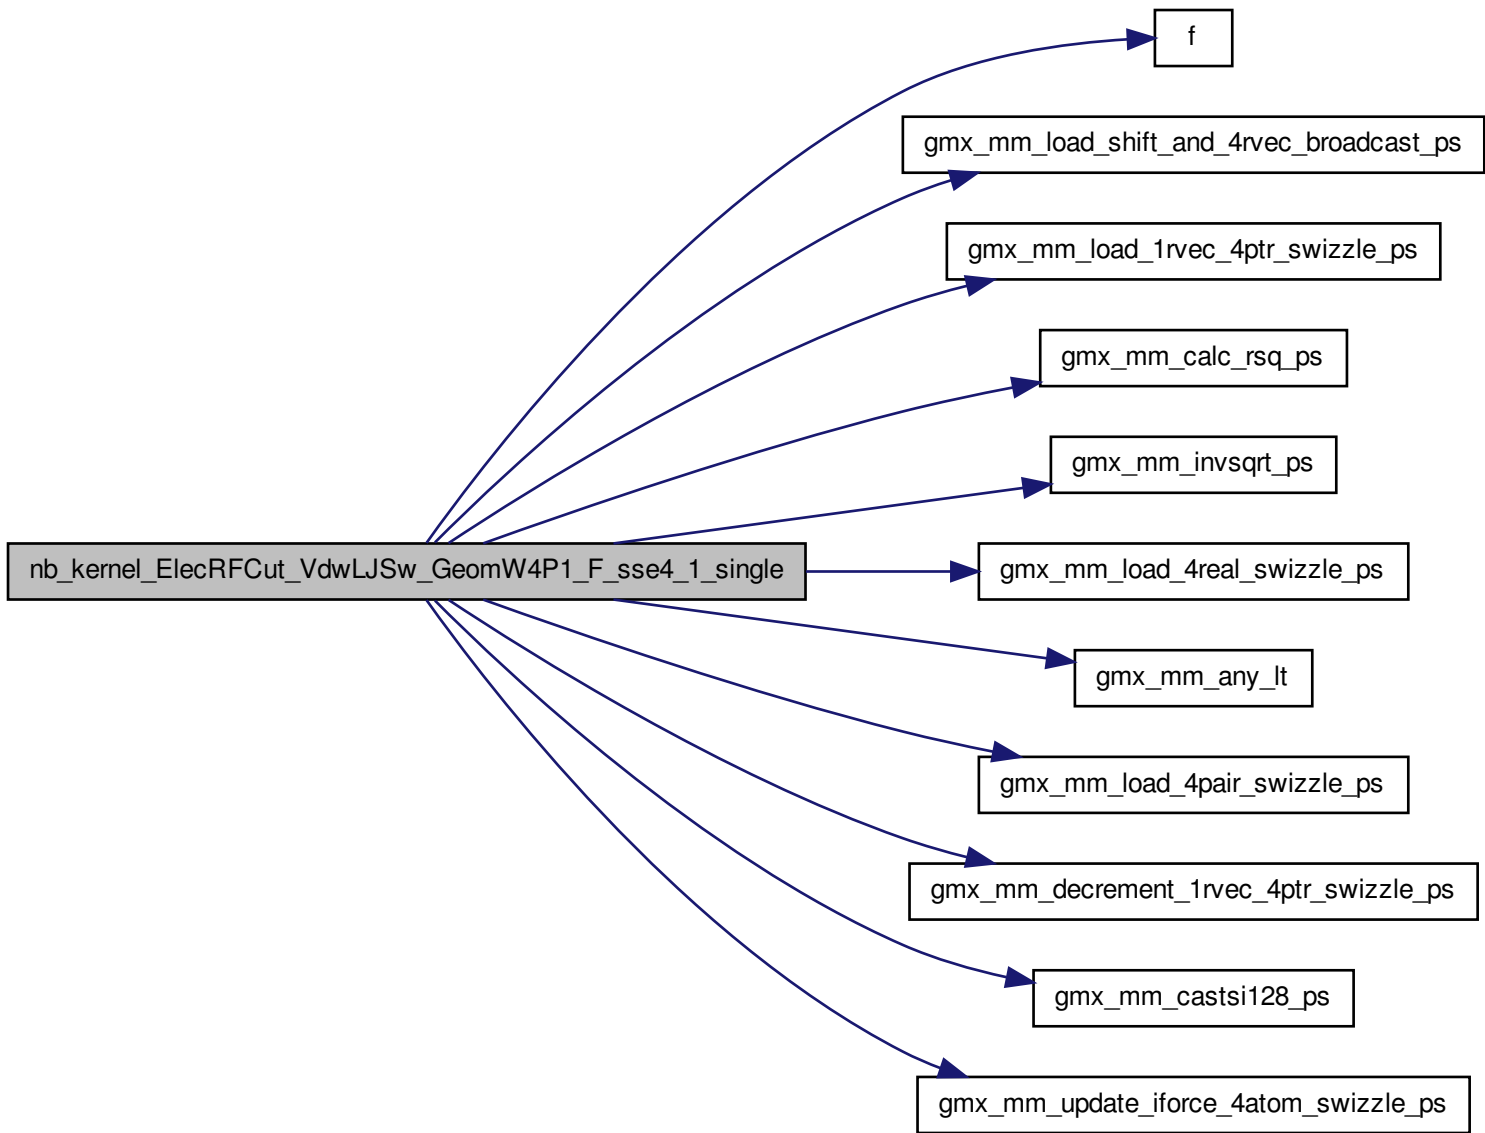 f
gmx_mm_load_shift_and_4rvec_broadcast_ps
gmx_mm_load_1rvec_4ptr_swizzle_ps
gmx_mm_calc_rsq_ps
gmx_mm_invsqrt_ps
nb_kernel_ElecRFCut_VdwLJSw_GeomW4P1_F_sse4_1_single
gmx_mm_load_4real_swizzle_ps
gmx_mm_any_lt
gmx_mm_load_4pair_swizzle_ps
gmx_mm_decrement_1rvec_4ptr_swizzle_ps
gmx_mm_castsi128_ps
gmx_mm_update_iforce_4atom_swizzle_ps